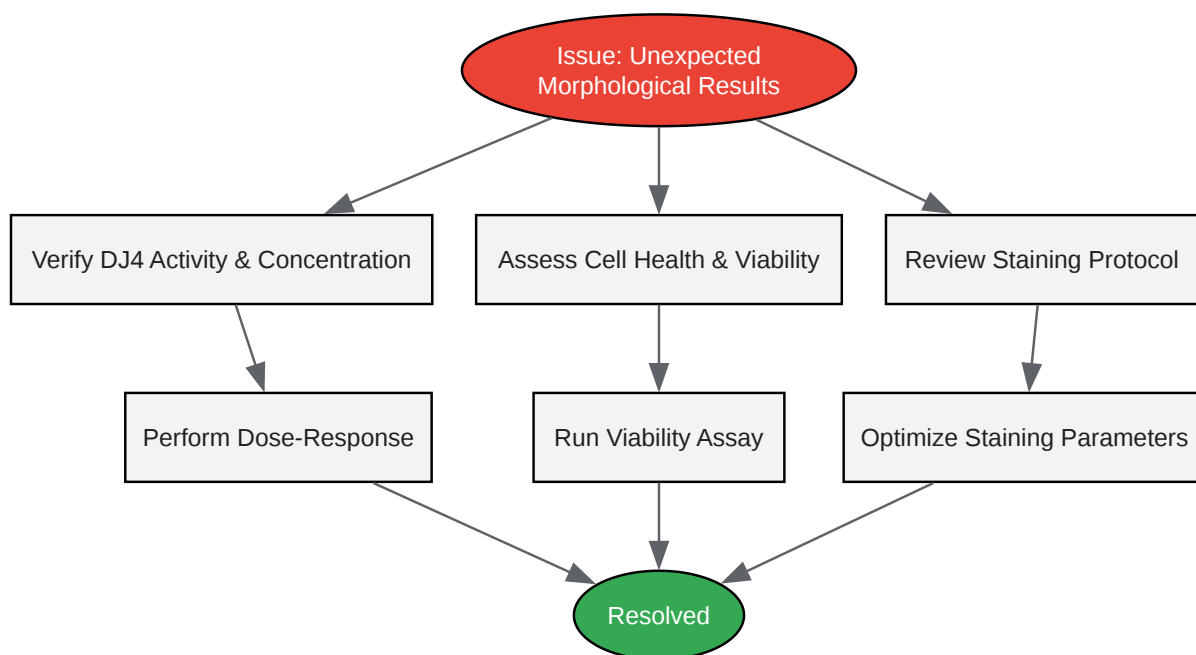 Issue: Unexpected
Morphological Results
Verify DJ4 Activity & Concentration
Assess Cell Health & Viability
Review Staining Protocol
Perform Dose-Response
Run Viability Assay
Optimize Staining Parameters
Resolved